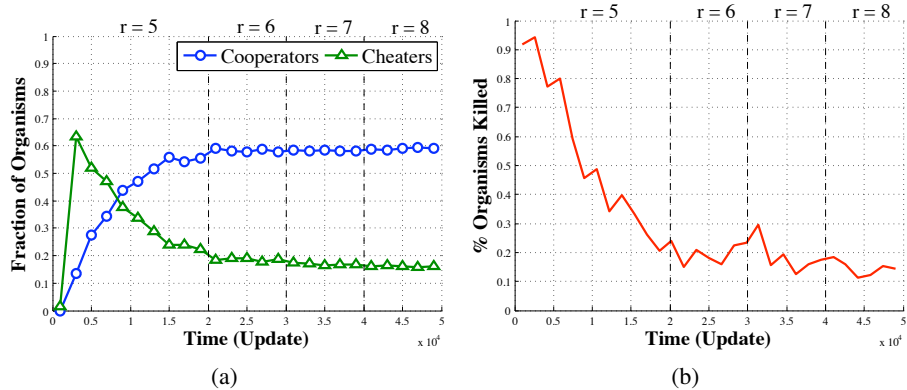 r = 5 r = 6 r = 7 r = 8
Cooperators Cheaters
Fraction of Organisms
1
0.9
0.8
0.7
0.6
0.5
0.4
0.3
0.2
0.1
0
0 0.5 1 1.5 2 2.5 3 3.5 4 4.5 5
Time (Update)
x 10⁴
(a)
r = 5 r = 6 r = 7 r = 8
% Organisms Killed
1
0.9
0.8
0.7
0.6
0.5
0.4
0.3
0.2
0.1
0
0 0.5 1 1.5 2 2.5 3 3.5 4 4.5 5
Time (Update)
x 10⁴
(b)